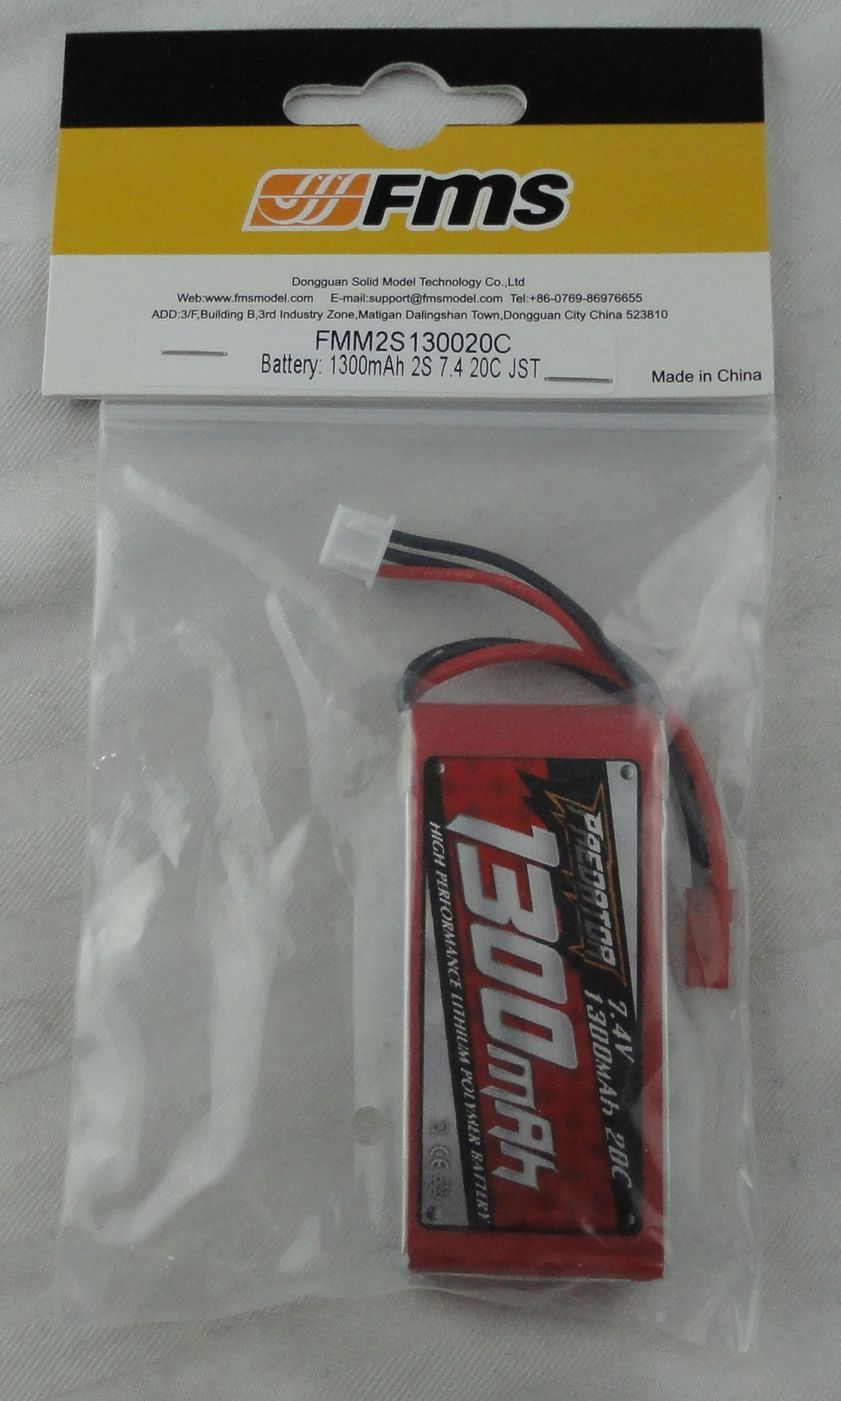 Fms
Dongguan Solid Model Technology Co.,Ltd
Web:www.fmsmodel.com E-mail:support@fmsmodel.com Tel:+86-0769-86976655
ADD:3/F,Building B,3rd Industry Zone,Matigan Dalingshan Town,Dongguan City China 523810
FMM2S130020C
Battery: 1300mAh 2S 7.4 20C JST
Made in China
PREDATOR
7.4V
1300mAh 20C
1300mAh
HIGH PERFORMANCE LITHIUM POLYMER BATTERY
CE